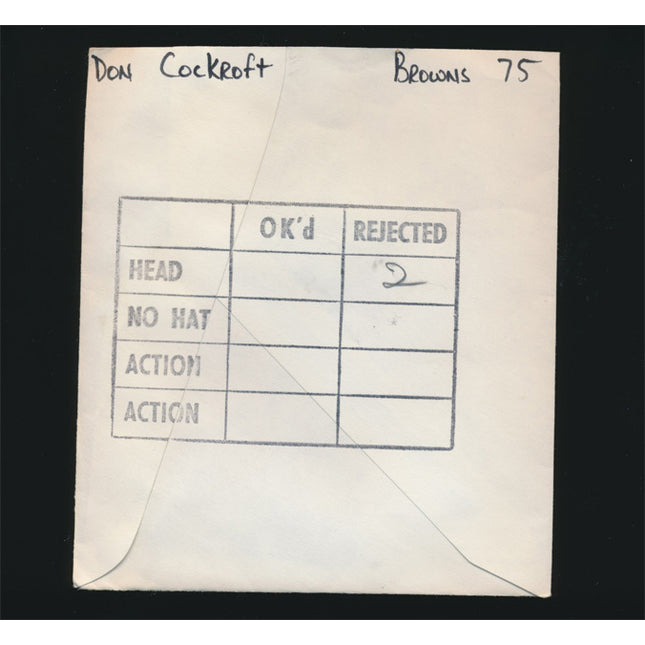 Don Cockroft Browns 75
OK'd REJECTED
HEAD 2
NO HAT
ACTION
ACTION